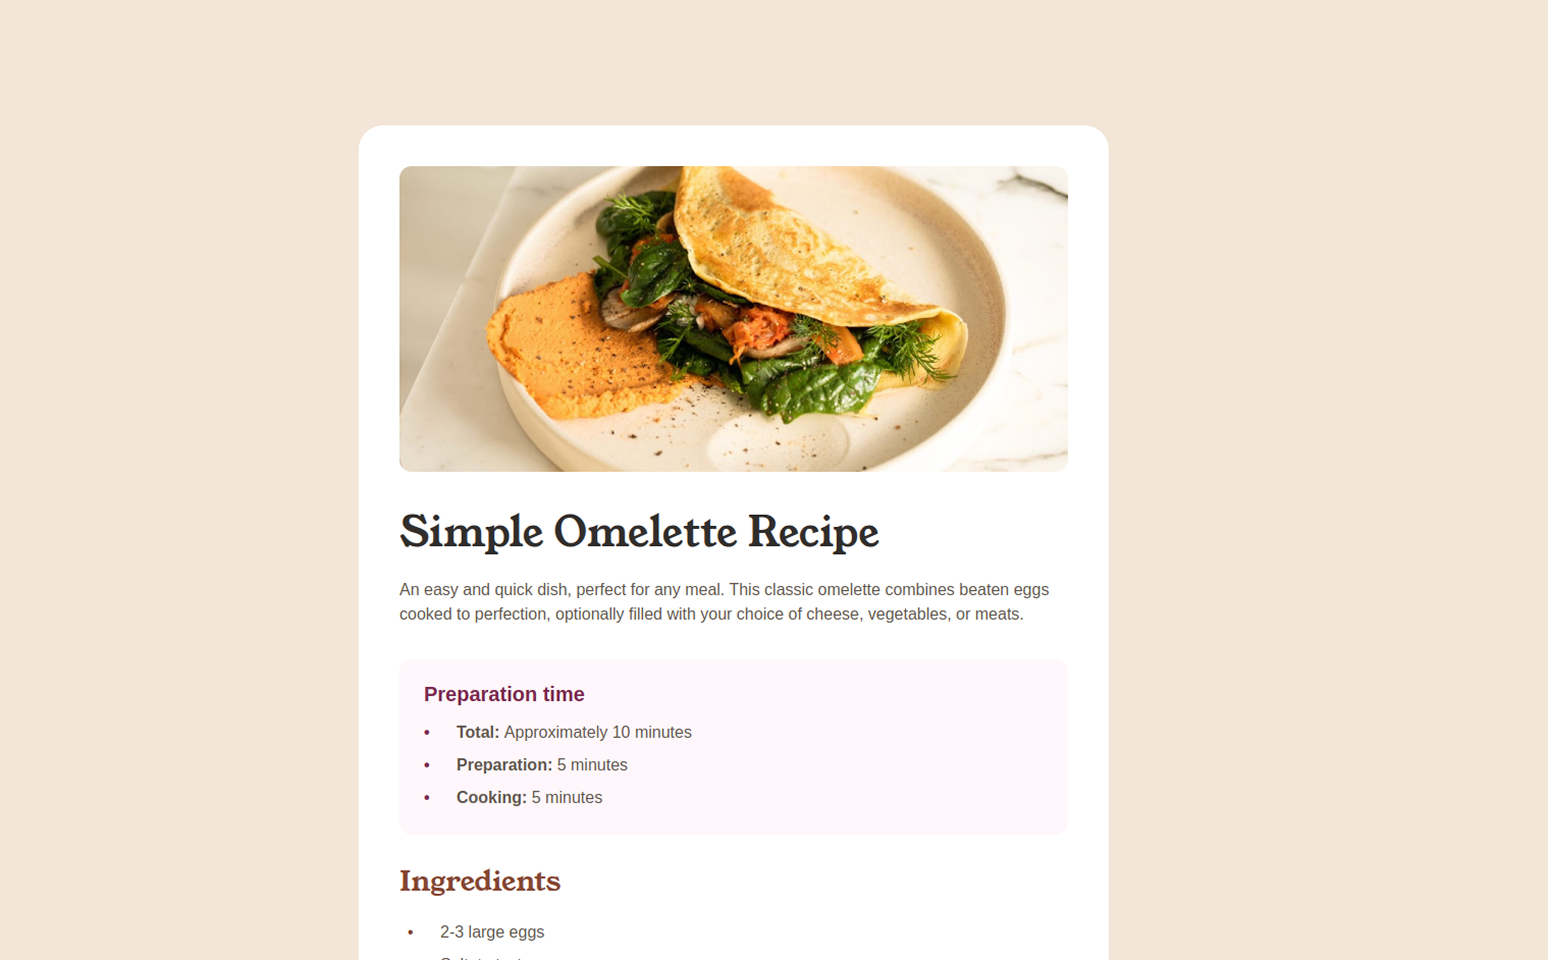 Simple Omelette Recipe
An easy and quick dish, perfect for any meal. This classic omelette combines beaten eggs
cooked to perfection, optionally filled with your choice of cheese, vegetables, or meats.
Preparation time
• Total: Approximately 10 minutes
• Preparation: 5 minutes
• Cooking: 5 minutes
Ingredients
• 2-3 large eggs